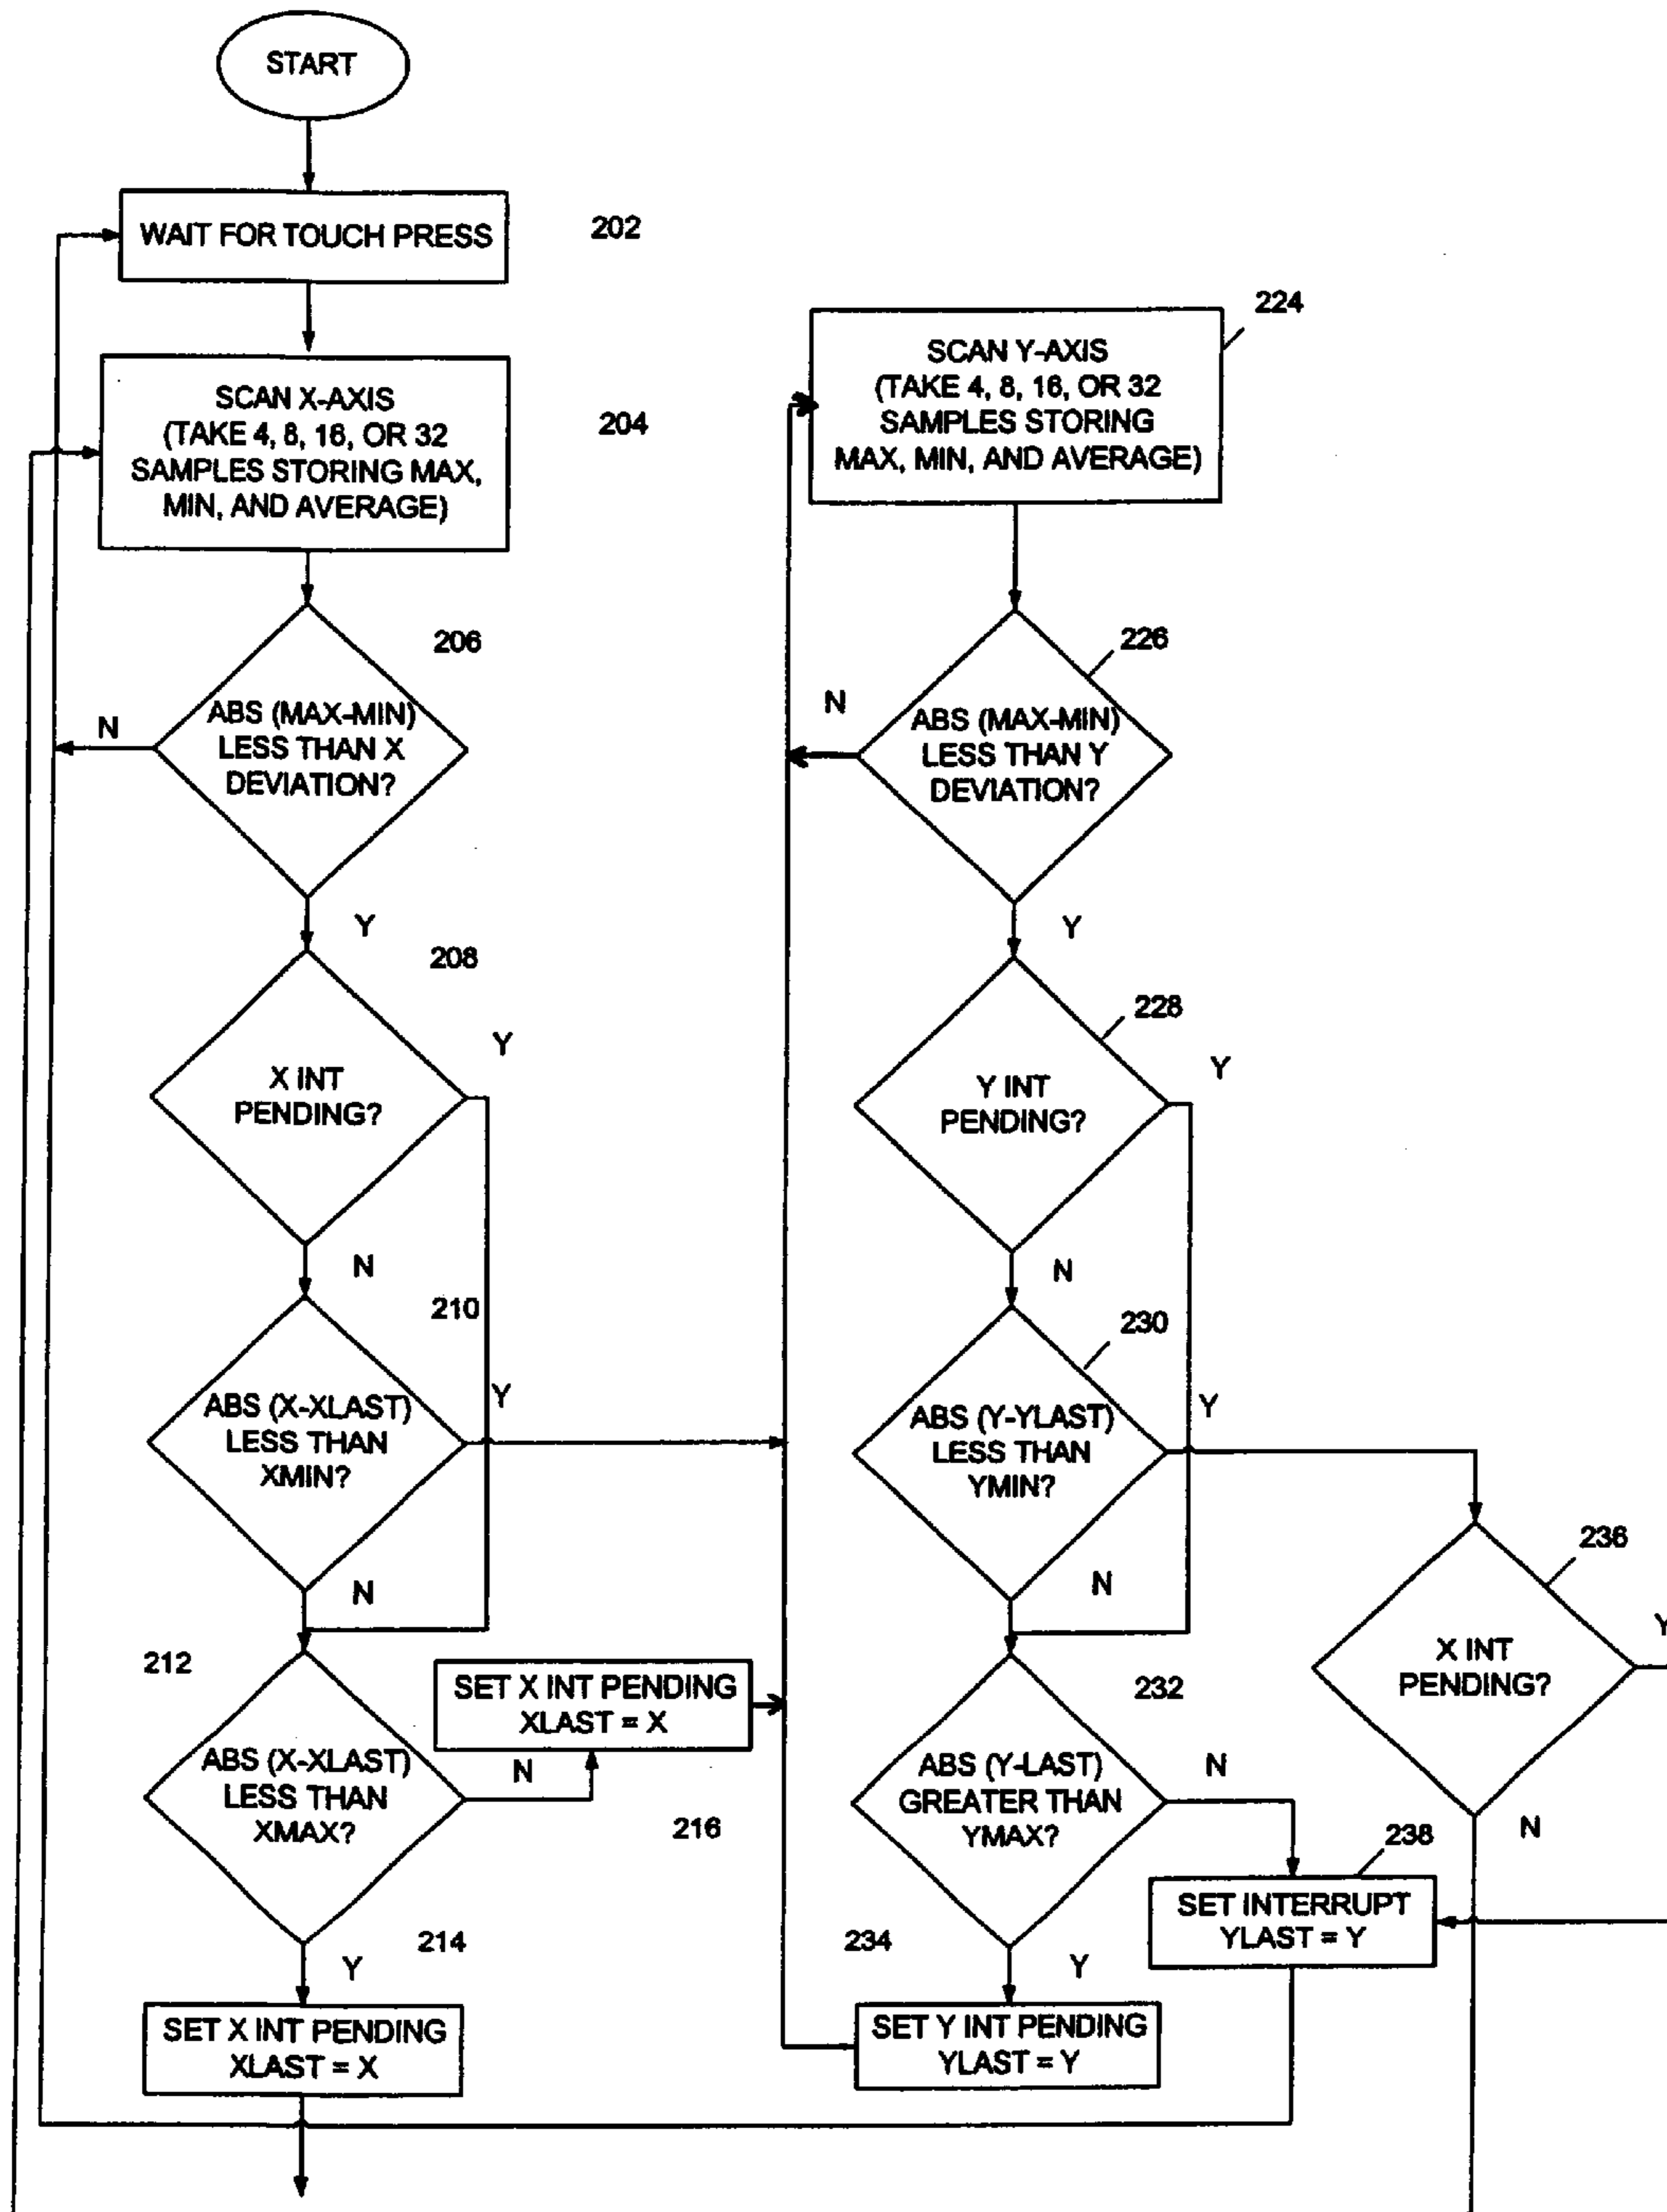 START
WAIT FOR TOUCH PRESS
202
SCAN X-AXIS
(TAKE 4, 8, 16, OR 32
SAMPLES STORING MAX,
MIN, AND AVERAGE)
204
206
ABS (MAX-MIN)
LESS THAN X
DEVIATION?
N
Y
208
X INT
PENDING?
Y
N
210
ABS (X-XLAST)
LESS THAN
XMIN?
Y
N
212
ABS (X-XLAST)
LESS THAN
XMAX?
N
SET X INT PENDING
XLAST = X
216
Y
214
SET X INT PENDING
XLAST = X
224
SCAN Y-AXIS
(TAKE 4, 8, 16, OR 32
SAMPLES STORING
MAX, MIN, AND AVERAGE)
226
N
ABS (MAX-MIN)
LESS THAN Y
DEVIATION?
Y
228
Y INT
PENDING?
Y
N
230
ABS (Y-YLAST)
LESS THAN
YMIN?
Y
N
232
ABS (Y-LAST)
GREATER THAN
YMAX?
N
Y
234
SET Y INT PENDING
YLAST = Y
236
X INT
PENDING?
Y
N
238
SET INTERRUPT
YLAST = Y